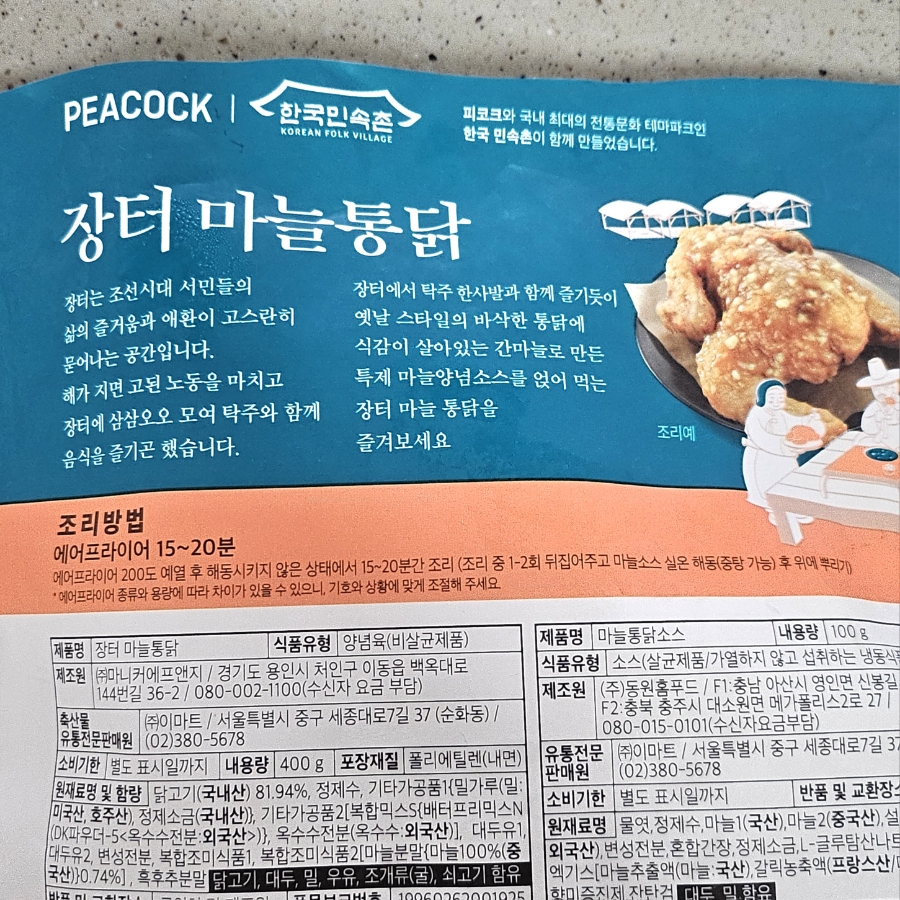 PEACOCK | 한국민속촌
KOREAN FOLK VILLAGE
피코크와 국내 최대의 전통문화 테마파크인
한국 민속촌이 함께 만들었습니다.
장터 마늘통닭
장터는 조선시대 서민들의
삶의 즐거움과 애환이 고스란히
묻어나는 공간입니다.
해가 지면 고된 노동을 마치고
장터에 삼삼오오 모여 탁주와 함께
음식을 즐기곤 했습니다.
장터에서 탁주 한사발과 함께 즐기듯이
옛날 스타일의 바삭한 통닭에
식감이 살아있는 간마늘로 만든
특제 마늘양념소스를 얹어 먹는
장터 마늘 통닭을
즐겨보세요
조리예
조리방법
에어프라이어 15~20분
에어프라이어 200도 예열 후 해동시키지 않은 상태에서 15~20분간 조리 (조리 중 1-2회 뒤집어주고 마늘소스 실온 해동(중탕 가능) 후 위에 뿌리기)
* 에어프라이어 종류와 용량에 따라 차이가 있을 수 있으니, 기호와 상황에 맞게 조절해 주세요.
제품명 장터 마늘통닭 식품유형 양념육(비살균제품)
제조원 ㈜마니커에프앤지 / 경기도 용인시 처인구 이동읍 백옥대로
144번길 36-2 / 080-002-1100(수신자 요금 부담)
축산물
유통전문판매원
㈜이마트 / 서울특별시 중구 세종대로7길 37 (순화동) /
(02)380-5678
소비기한 별도 표시일까지 내용량 400 g 포장재질 폴리에틸렌(내면)
원재료명 및 함량 닭고기(국내산) 81.94%, 정제수, 기타가공품1{밀가루(밀:
미국산, 호주산), 정제소금(국내산)}, 기타가공품2[복합믹스S{배터프리믹스N
(DK파우더-5<옥수수전분:외국산>)}, 옥수수전분(옥수수:외국산)], 대두유1,
대두유2, 변성전분, 복합조미식품1, 복합조미식품2[마늘분말{마늘100%(중
국산)}0.74%], 흑후추분말 닭고기, 대두, 밀, 우유, 조개류(굴), 쇠고기 함유
제품명 마늘통닭소스 내용량 100 g
식품유형 소스(살균제품/가열하지 않고 섭취하는 냉동식품
제조원 (주)동원홈푸드 / F1:충남 아산시 영인면 신봉길
F2:충북 충주시 대소원면 메가폴리스2로 27 /
080-015-0101(수신자요금부담)
유통전문
판매원
㈜이마트 / 서울특별시 중구 세종대로7길 37
(02)380-5678
소비기한 별도 표시일까지 반품 및 교환장소
원재료명 물엿,정제수,마늘1(국산),마늘2(중국산),설
외국산),변성전분,혼합간장,정제소금,L-글루탐산나트
엑기스[마늘추출액(마늘:국산),갈릭농축액(프랑스산/
향미증진제,잔탄검 대두, 밀 함유